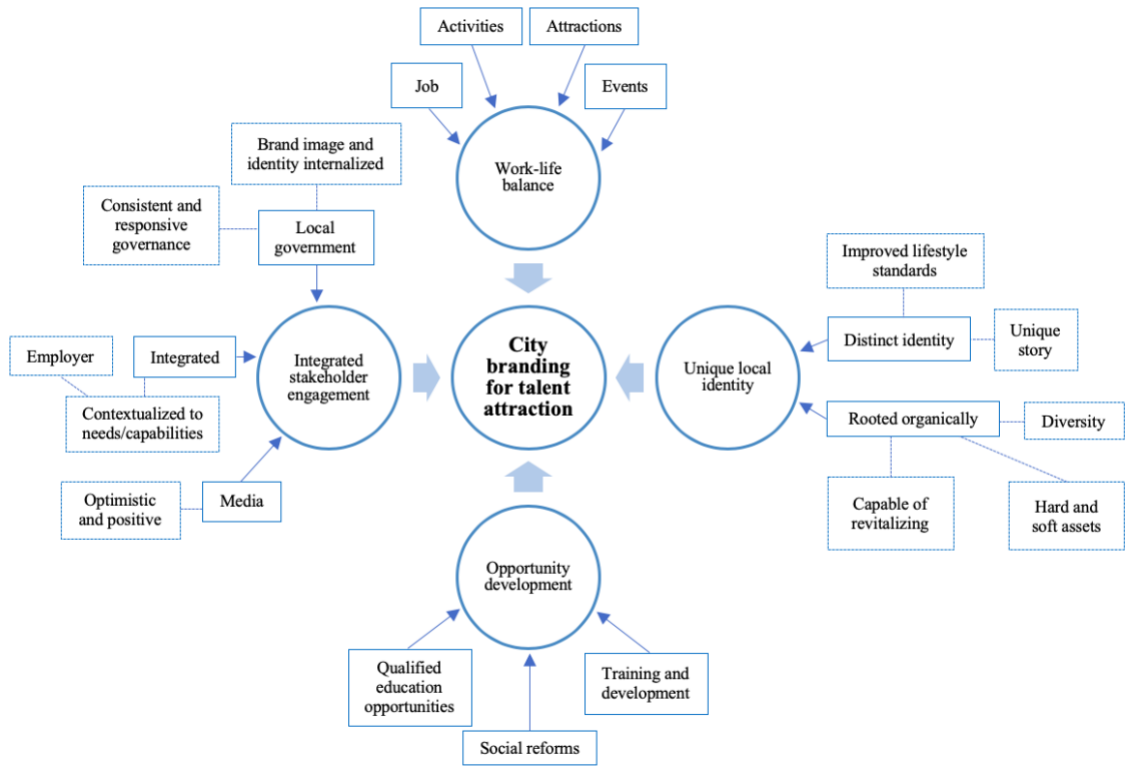 Activities
Attractions
Job
Events
Work-life
balance
Brand image and
identity internalized
Consistent and
responsive
governance
Local
government
Employer
Integrated
Contextualized to
needs/capabilities
Optimistic
and positive
Media
Integrated
stakeholder
engagement
City
branding
for talent
attraction
Unique local
identity
Improved lifestyle
standards
Distinct identity
Unique
story
Rooted organically
Diversity
Capable of
revitalizing
Hard and
soft assets
Opportunity
development
Qualified
education
opportunities
Social reforms
Training and
development